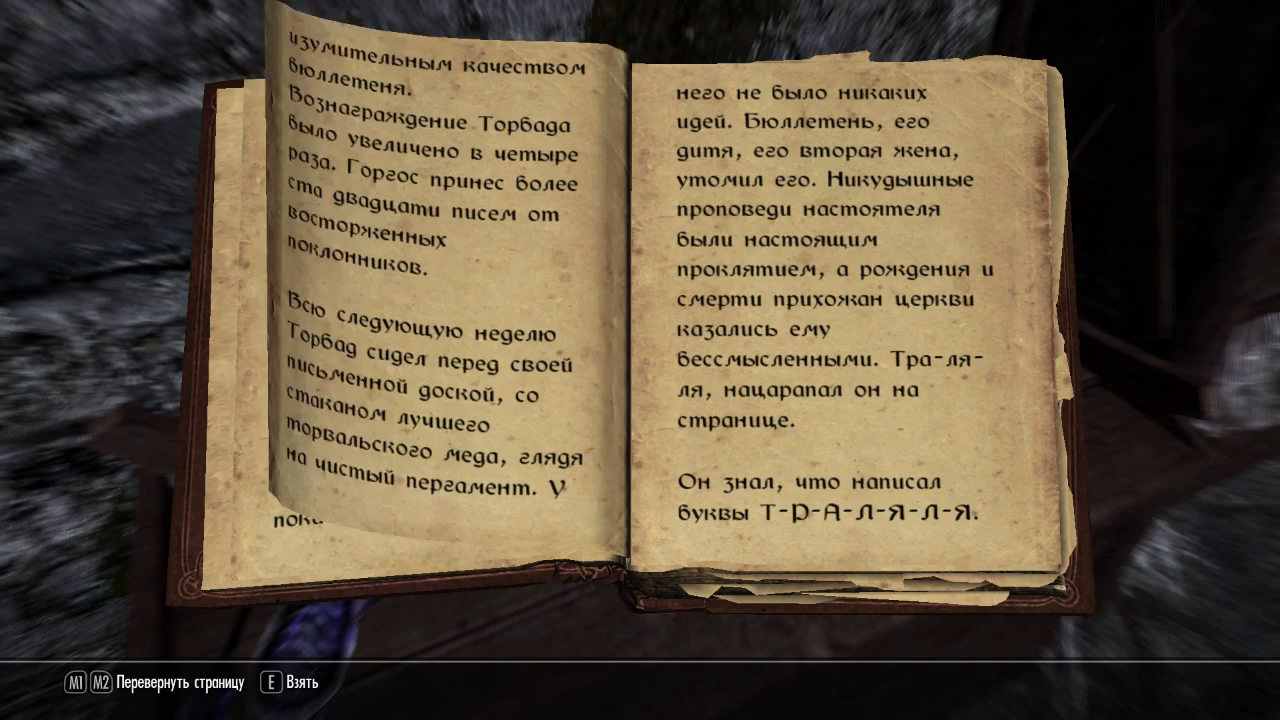 изумительным качеством
бюллетеня.
Вознаграждение Торбада
было увеличено в четыре
раза. Горгос принес более
ста двадцати писем от
восторженных
поклонников.
Всю следующую неделю
Торбад сидел перед своей
письменной доской, со
стаканом лучшего
торвальского меда, глядя
на чистый пергамент. У
него не было никаких
идей. Бюллетень, его
дитя, его вторая жена,
утомил его. Никудышные
проповеди настоятеля
были настоящим
проклятием, а рождения и
смерти прихожан церкви
казались ему
бессмысленными. Тра-ля-
ля, нацарапал он на
странице.
Он знал, что написал
буквы Т-Р-А-Л-Я-Л-Я.
M1 M2 Перевернуть страницу E Взять